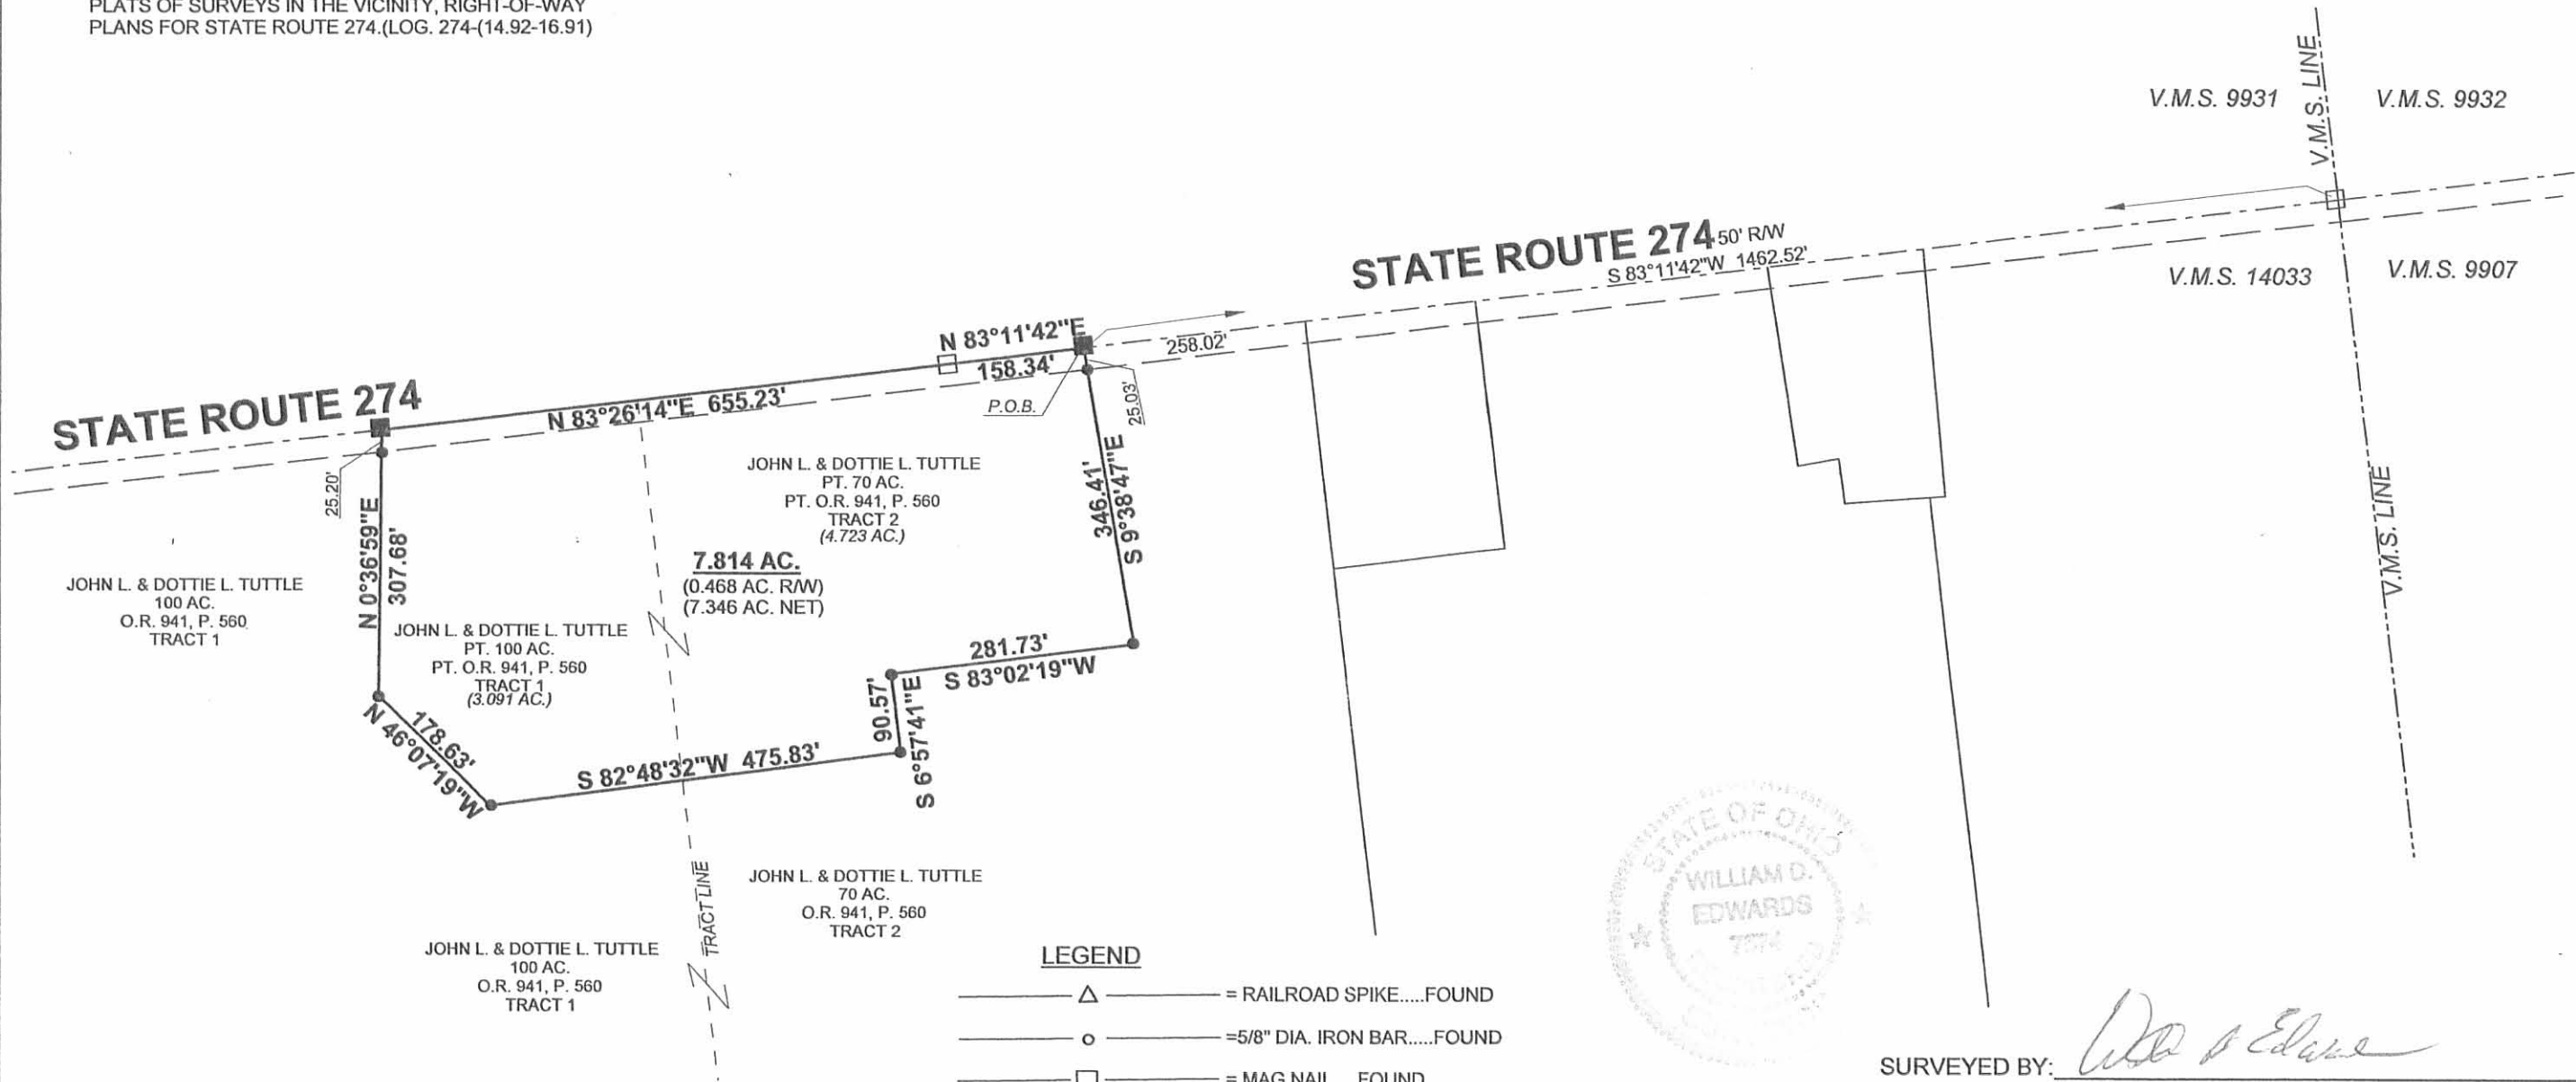 PLATS OF SURVEYS IN THE VICINITY, RIGHT-OF-WAY
PLANS FOR STATE ROUTE 274.(LOG. 274-(14.92-16.91)
V.M.S. LINE
V.M.S. 9931
V.M.S. 9932
STATE ROUTE 274 50' R/W
S 83°11'42"W 1462.52'
V.M.S. 14033
V.M.S. 9907
N 83°11'42"E
158.34'
258.02'
P.O.B.
25.03'
STATE ROUTE 274
N 83°26'14"E 655.23'
25.20'
N 0°36'59"E
307.68'
346.41'
S 9°38'47"E
JOHN L. & DOTTIE L. TUTTLE
PT. 70 AC.
PT. O.R. 941, P. 560
TRACT 2
(4.723 AC.)
7.814 AC.
(0.468 AC. R/W)
(7.346 AC. NET)
JOHN L. & DOTTIE L. TUTTLE
100 AC.
O.R. 941, P. 560
TRACT 1
JOHN L. & DOTTIE L. TUTTLE
PT. 100 AC.
PT. O.R. 941, P. 560
TRACT 1
(3.091 AC.)
281.73'
S 83°02'19"W
90.57'
S 6°57'41"E
178.63'
N 46°07'19"W
S 82°48'32"W 475.83'
V.M.S. LINE
TRACT LINE
JOHN L. & DOTTIE L. TUTTLE
70 AC.
O.R. 941, P. 560
TRACT 2
JOHN L. & DOTTIE L. TUTTLE
100 AC.
O.R. 941, P. 560
TRACT 1
STATE OF OHIO
WILLIAM D.
EDWARDS
LEGEND
= RAILROAD SPIKE.....FOUND
=5/8" DIA. IRON BAR.....FOUND
= MAG NAIL.....FOUND
SURVEYED BY: